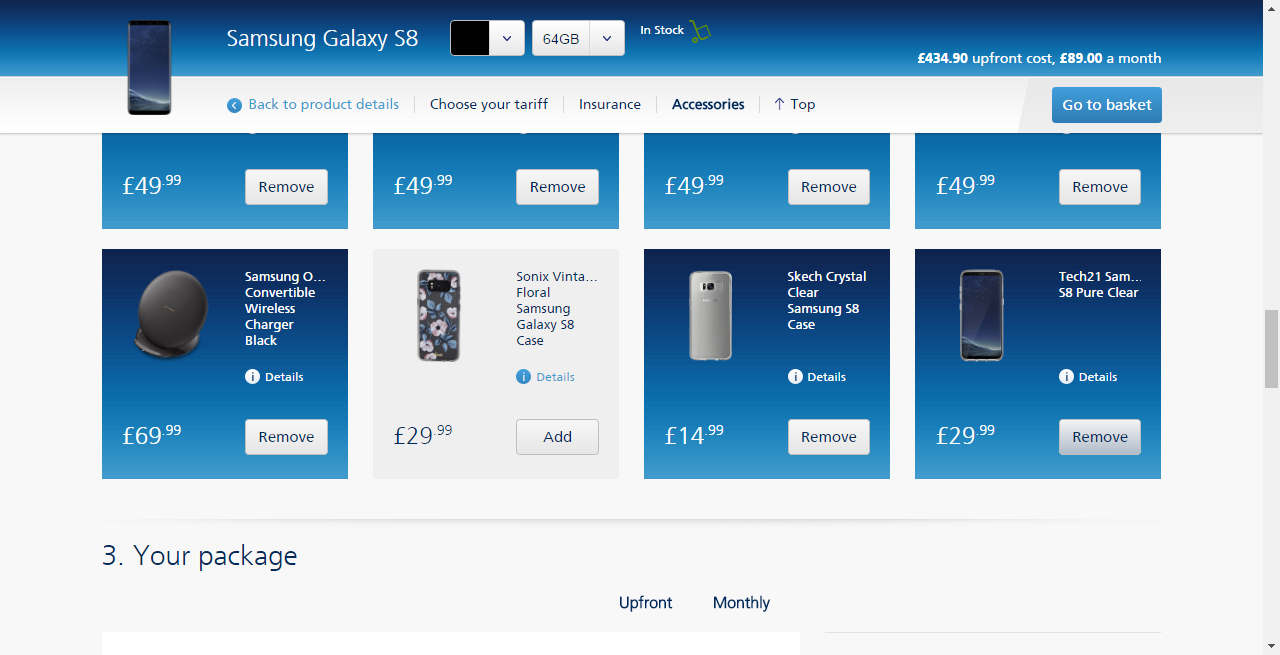 Samsung Galaxy S8
64GB
In Stock
£434.90 upfront cost, £89.00 a month
Back to product details
Choose your tariff
Insurance
Accessories
↑ Top
Go to basket
£49.99
Remove
£49.99
Remove
£49.99
Remove
£49.99
Remove
Samsung O...
Convertible
Wireless
Charger
Black
Details
£69.99
Remove
Sonix Vinta...
Floral
Samsung
Galaxy S8
Case
Details
£29.99
Add
Skech Crystal
Clear
Samsung S8
Case
Details
£14.99
Remove
Tech21 Sam...
S8 Pure Clear
Details
£29.99
Remove
3. Your package
Upfront
Monthly